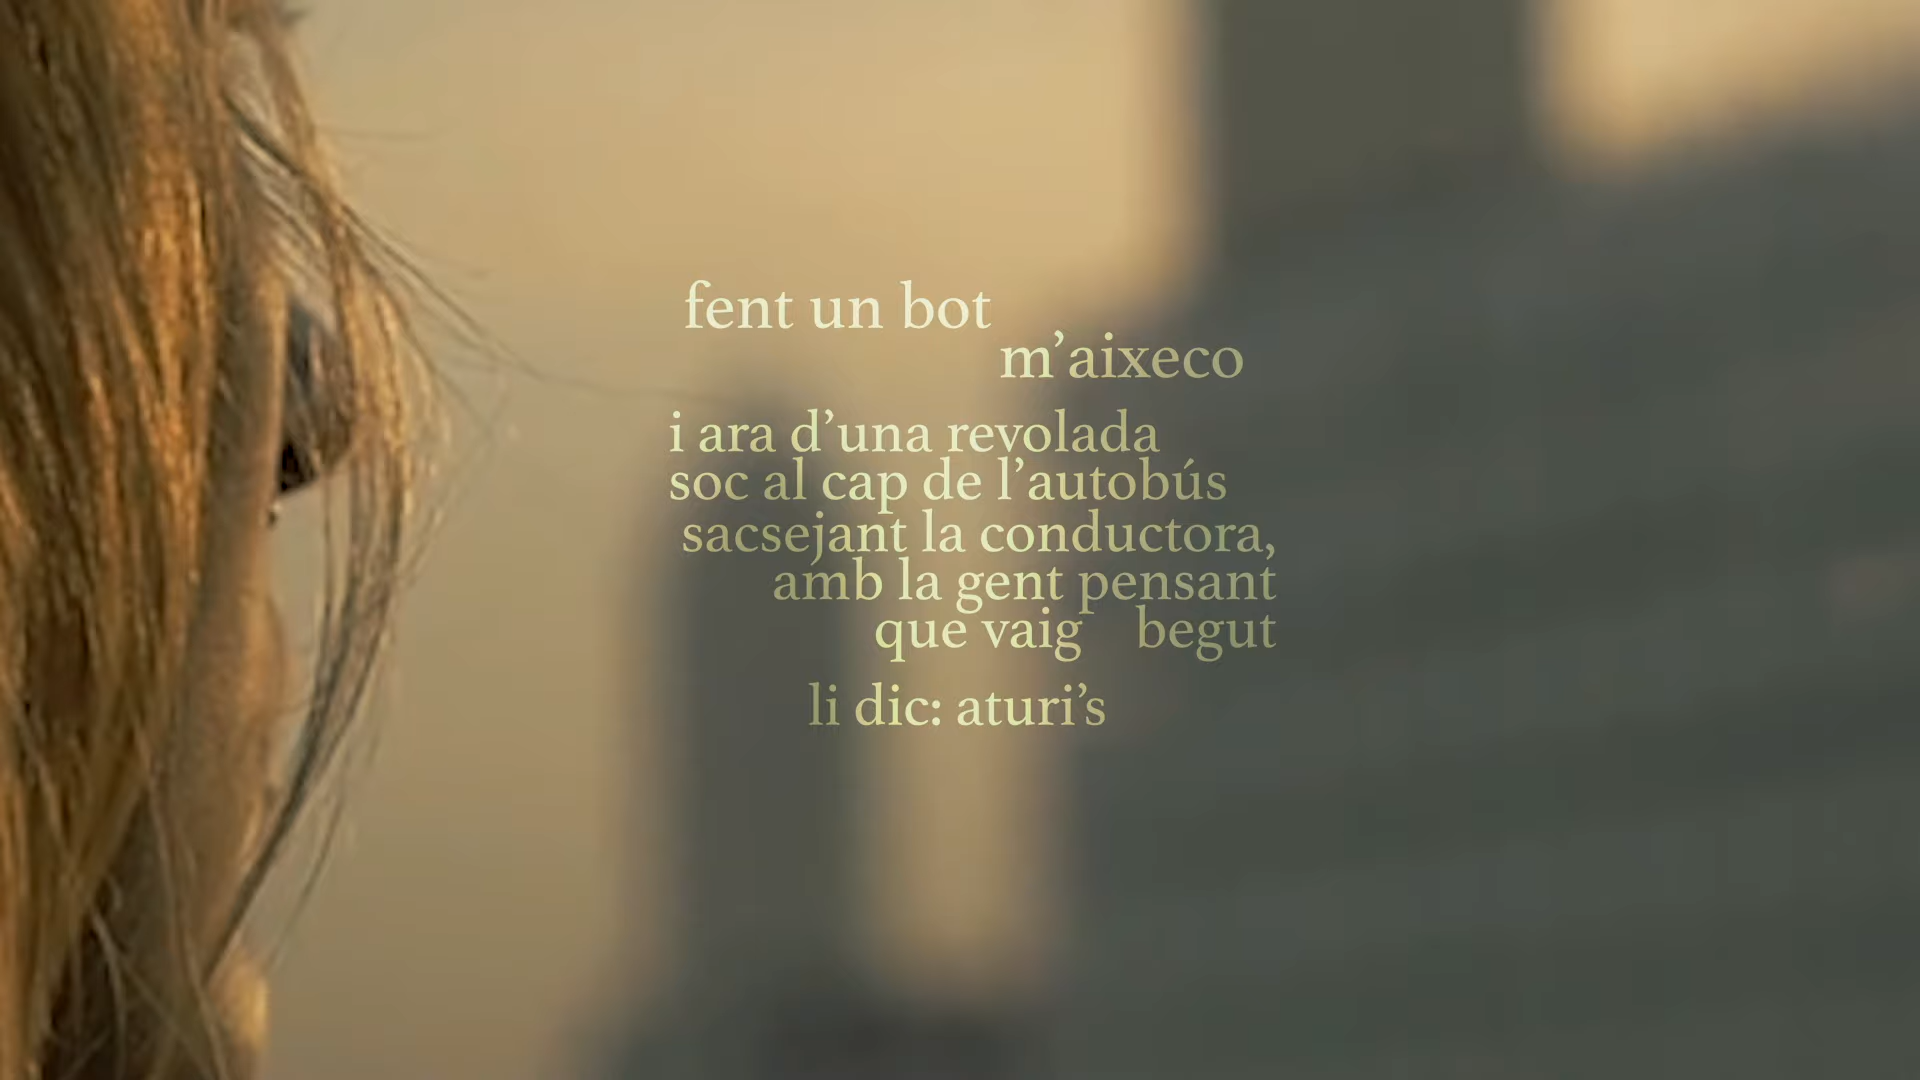 fent un bot
m’aixeco
i ara d’una revolada
soc al cap de l’autobús
sacsejant la conductora,
amb la gent pensant
que vaig begut
li dic: aturi’s